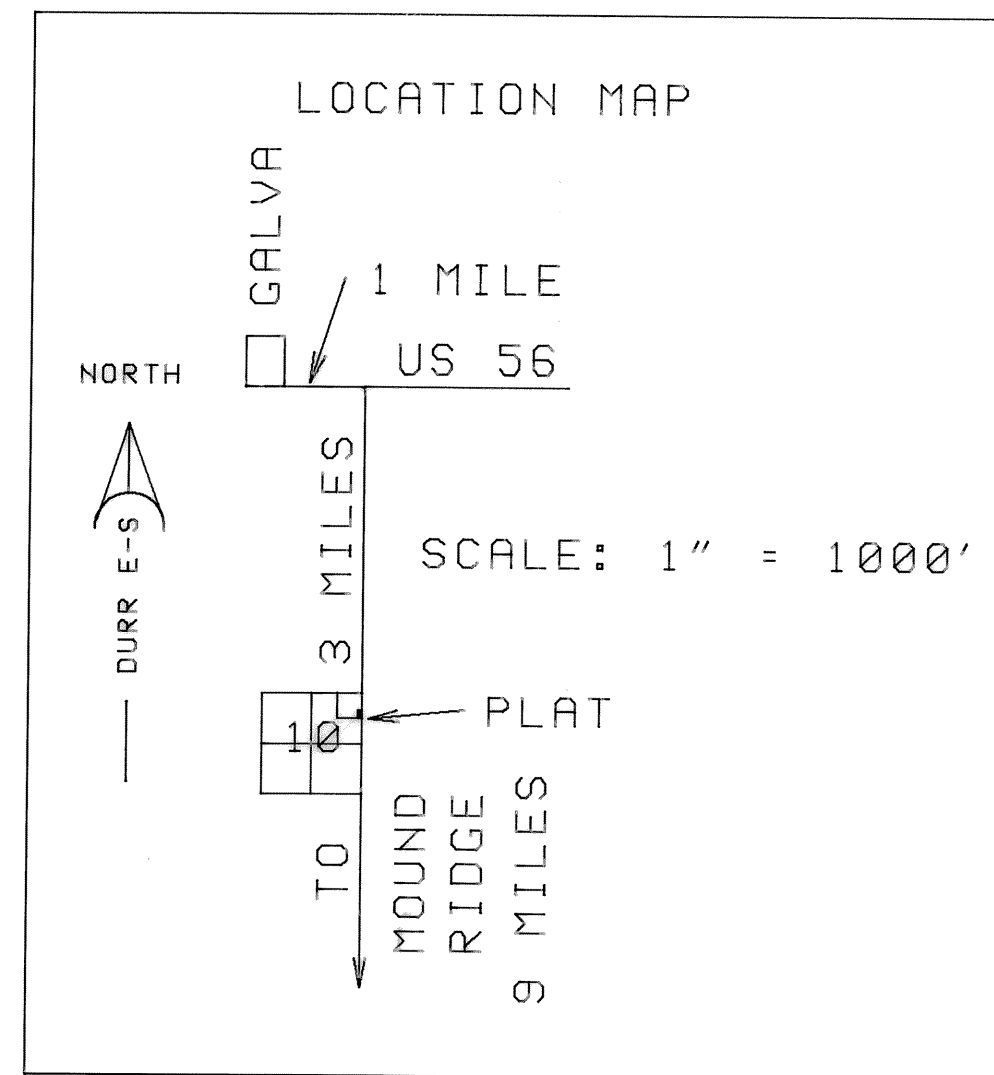 LOCATION MAP
GALVA
1 MILE
US 56
NORTH
DURR E-S
3 MILES
SCALE: 1" = 1000'
PLAT
10
TO
MOUND
RIDGE
9 MILES